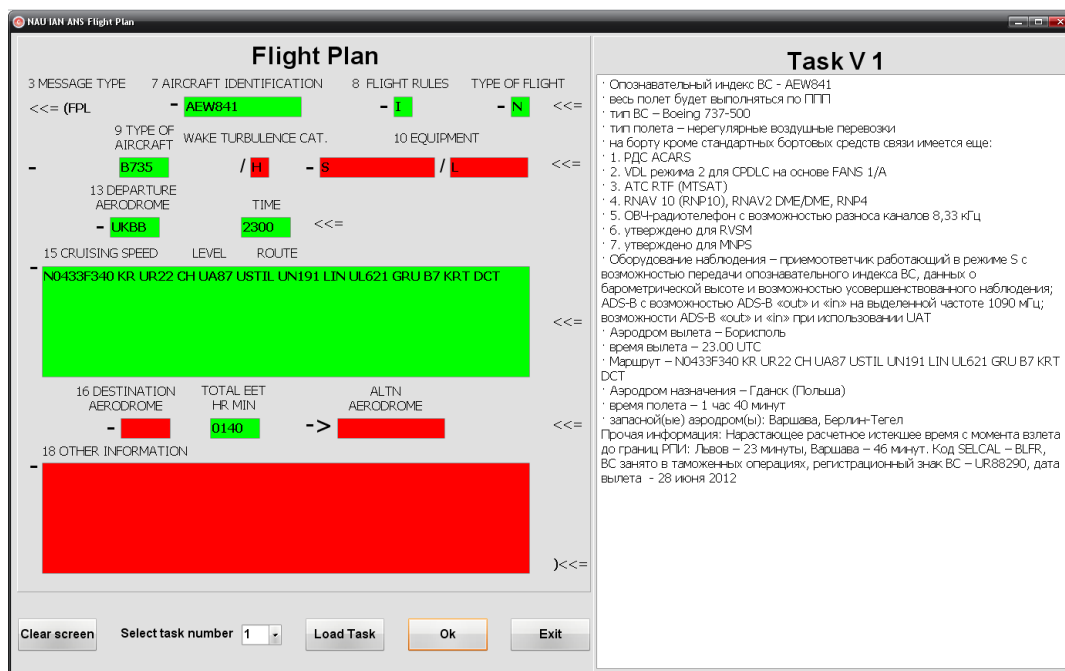 NAU IAN ANS Flight Plan
Flight Plan
3 MESSAGE TYPE 7 AIRCRAFT IDENTIFICATION 8 FLIGHT RULES TYPE OF FLIGHT
<<= (FPL - AEW841 - I - N <<=
9 TYPE OF AIRCRAFT WAKE TURBULENCE CAT. 10 EQUIPMENT
- B735 / H - S / L <<=
13 DEPARTURE AERODROME TIME
- UKBB 2300 <<=
15 CRUISING SPEED LEVEL ROUTE
- N0433F340 KR UR22 CH UA87 USTIL UN191 LIN UL621 GRU B7 KRT DCT
<<=
16 DESTINATION AERODROME TOTAL EET HR MIN ALTN AERODROME
- 0140 -> <<=
18 OTHER INFORMATION
-
)<<=
Clear screen Select task number 1 Load Task Ok Exit
Task V 1
· Опознавательный индекс ВС - AEW841
· весь полет будет выполняться по ППП
· тип ВС – Boeing 737-500
· тип полета – нерегулярные воздушные перевозки
· на борту кроме стандартных бортовых средств связи имеется еще:
· 1. РДС ACARS
· 2. VDL режима 2 для CPDLC на основе FANS 1/A
· 3. ATC RTF (MTSAT)
· 4. RNAV 10 (RNP10), RNAV2 DME/DME, RNP4
· 5. ОВЧ-радиотелефон с возможностью разноса каналов 8,33 кГц
· 6. утверждено для RVSM
· 7. утверждено для MNPS
· Оборудование наблюдения – приемоответчик работающий в режиме S с
возможностью передачи опознавательного индекса ВС, данных о
барометрической высоте и возможностью усовершенствованного наблюдения;
ADS-B с возможностью ADS-B «out» и «in» на выделенной частоте 1090 мГц;
возможности ADS-B «out» и «in» при использовании UAT
· Аэродром вылета – Борисполь
· время вылета – 23.00 UTC
· Маршрут – N0433F340 KR UR22 CH UA87 USTIL UN191 LIN UL621 GRU B7 KRT
DCT
· Аэродром назначения – Гданск (Польша)
· время полета – 1 час 40 минут
· запасной(ые) аэродром(ы): Варшава, Берлин-Тегел
Прочая информация: Нарастающее расчетное истекшее время с момента взлета
до границ РПИ: Львов – 23 минуты, Варшава – 46 минут. Код SELCAL – BLFR,
ВС занято в таможенных операциях, регистрационный знак ВС – UR88290, дата
вылета - 28 июня 2012